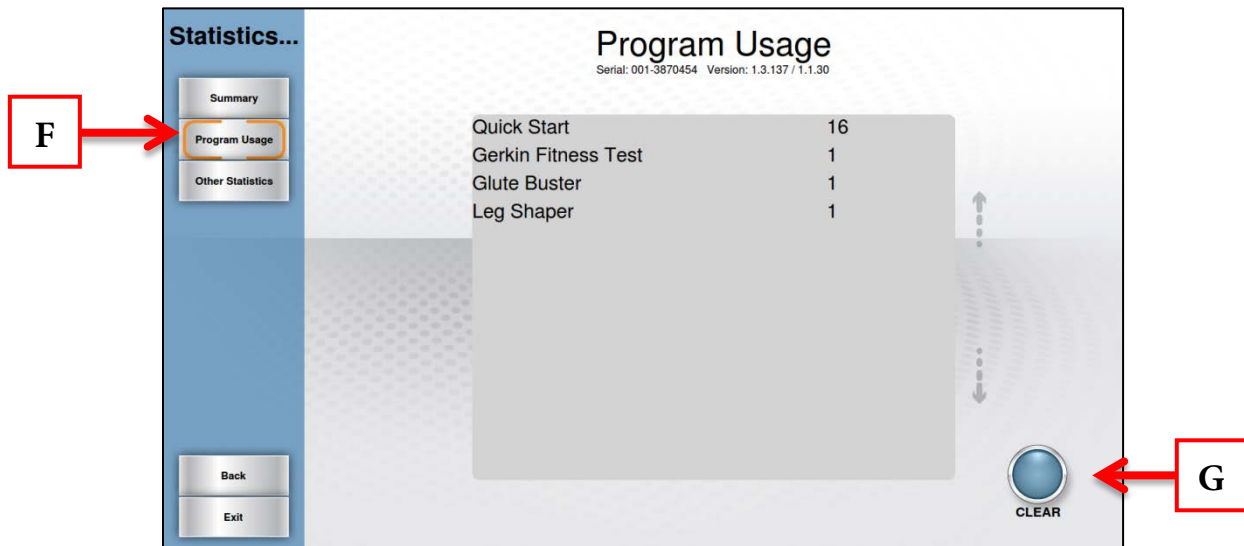 Statistics...
Program Usage
Serial: 001-3870454 Version: 1.3.137 / 1.1.30
Summary
F
Program Usage
Other Statistics
Quick Start 16
Gerkin Fitness Test 1
Glute Buster 1
Leg Shaper 1
Back
Exit
CLEAR
G